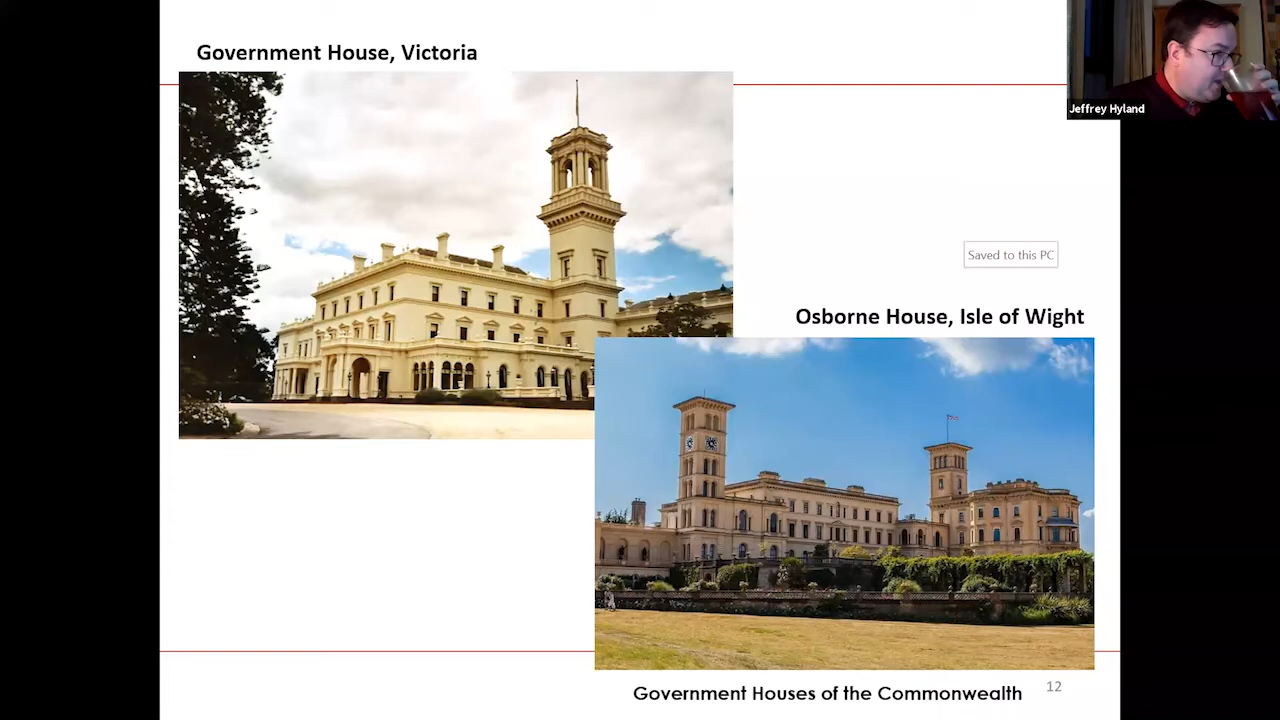 Government House, Victoria
Jeffrey Hyland
Saved to this PC
Osborne House, Isle of Wight
Government Houses of the Commonwealth
12